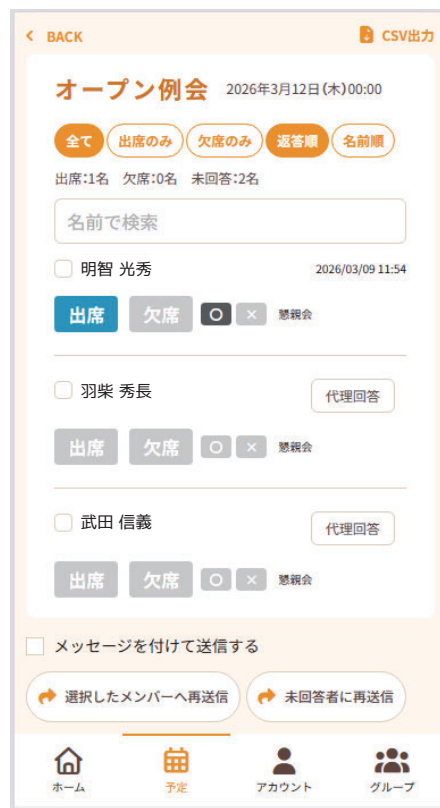 BACK CSV出力
オープン例会 2026年3月12日(木)00:00
全て 出席のみ 欠席のみ 返答順 名前順
出席:1名 欠席:0名 未回答:2名
名前で検索
明智 光秀 2026/03/09 11:54
出席 欠席 ○ × 懇親会
羽柴 秀長 代理回答
出席 欠席 ○ × 懇親会
武田 信義 代理回答
出席 欠席 ○ × 懇親会
メッセージを付けて送信する
選択したメンバーへ再送信 未回答者に再送信
ホーム 予定 アカウント グループ